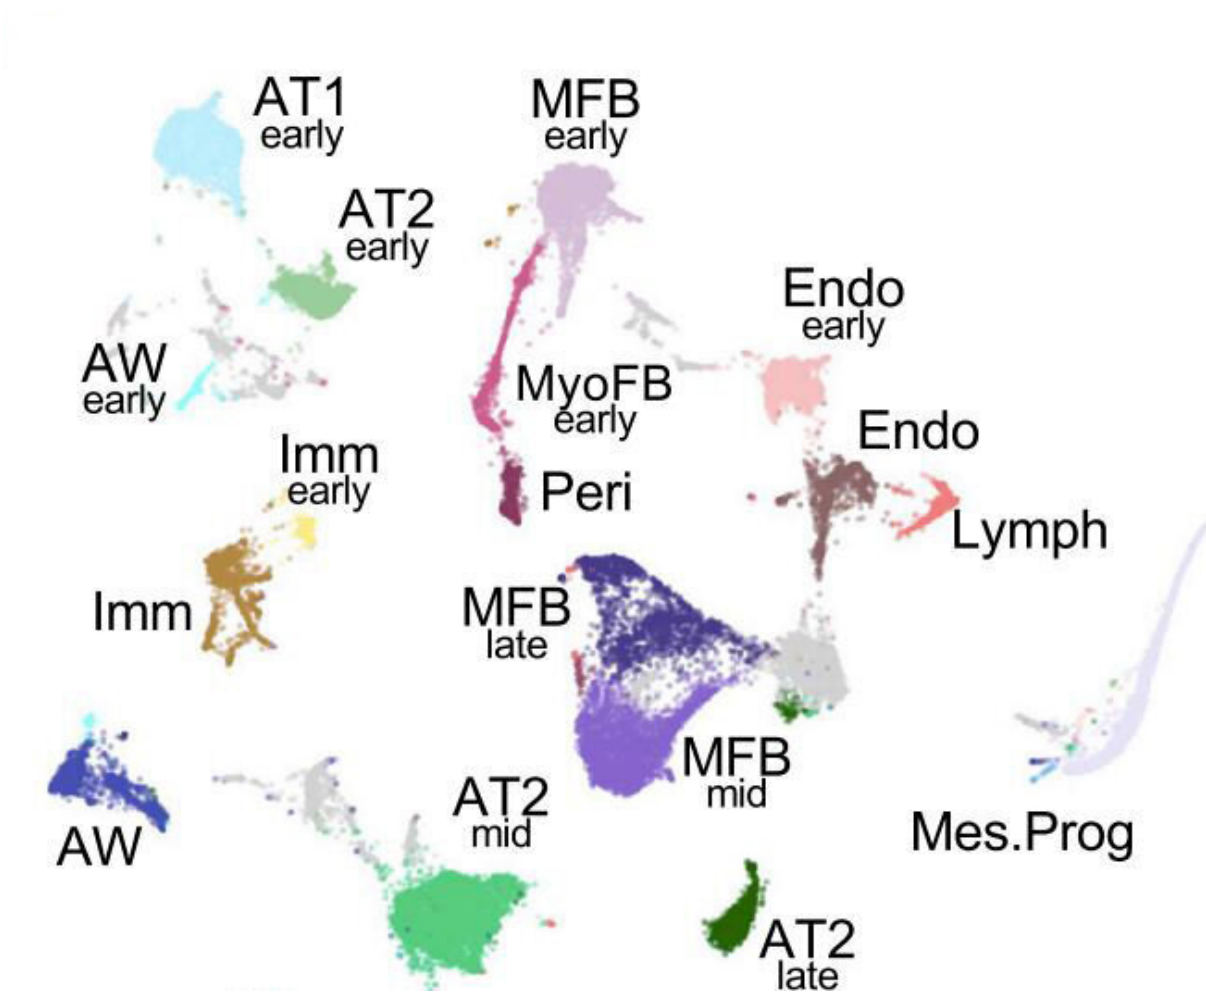 AT1
early
MFB
early
AT2
early
Endo
early
AW
early
MyoFB
early
Endo
Imm
early
Peri
Lymph
Imm
MFB
late
MFB
mid
AT2
mid
Mes.Prog
AW
AT2
late